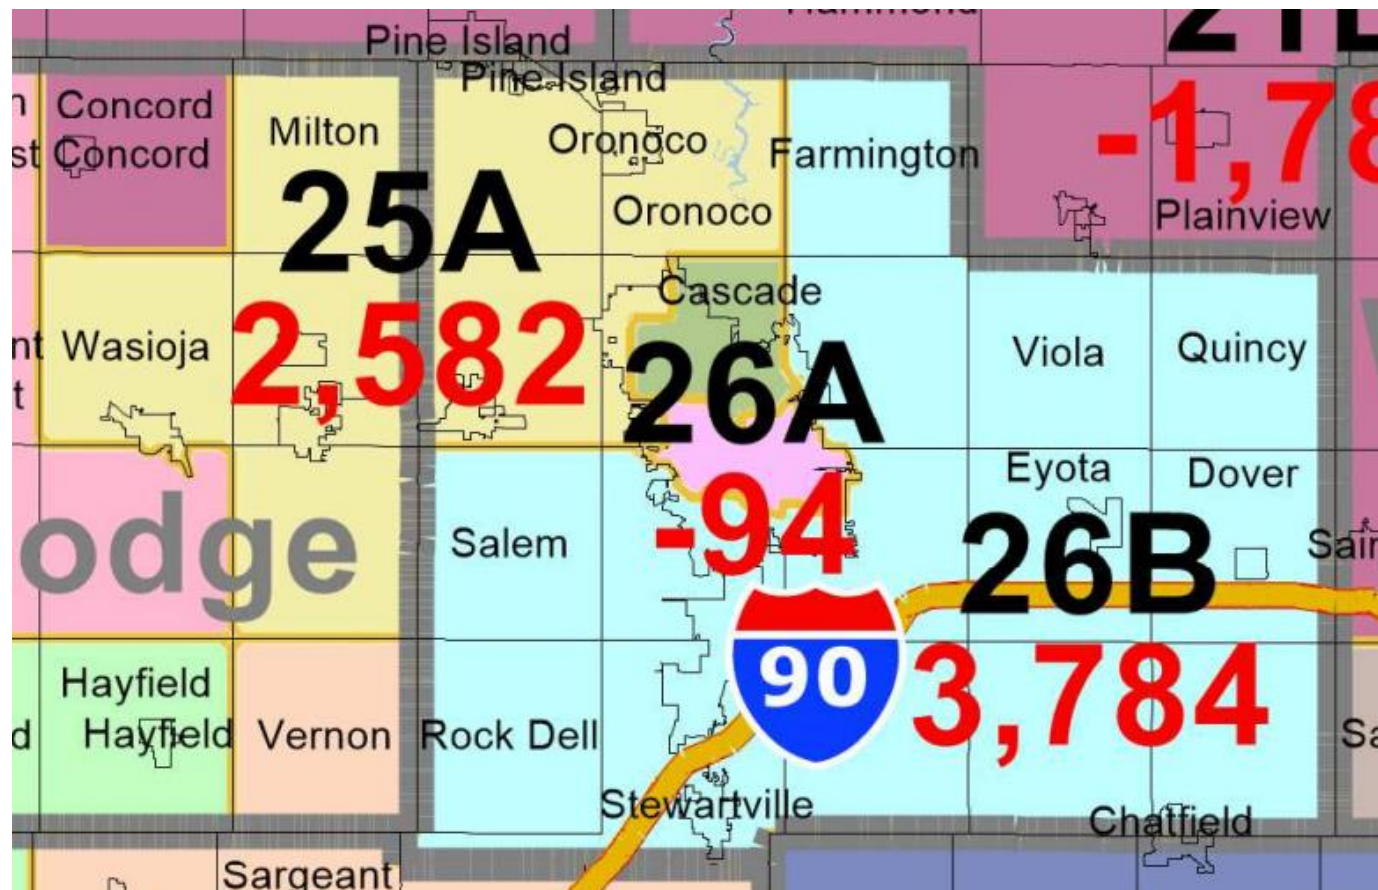 Pine Island
Pine Island
Concord
Concord
Milton
Oronoco
Farmington
Oronoco
Plainview
25A
Cascade
Wasioja
2,582
26A
Viola
Quincy
Eyota
Dover
-94
Salem
26B
odge
90
3,784
Hayfield
Hayfield
Vernon
Rock Dell
Stewartville
Chatfield
Sargeant